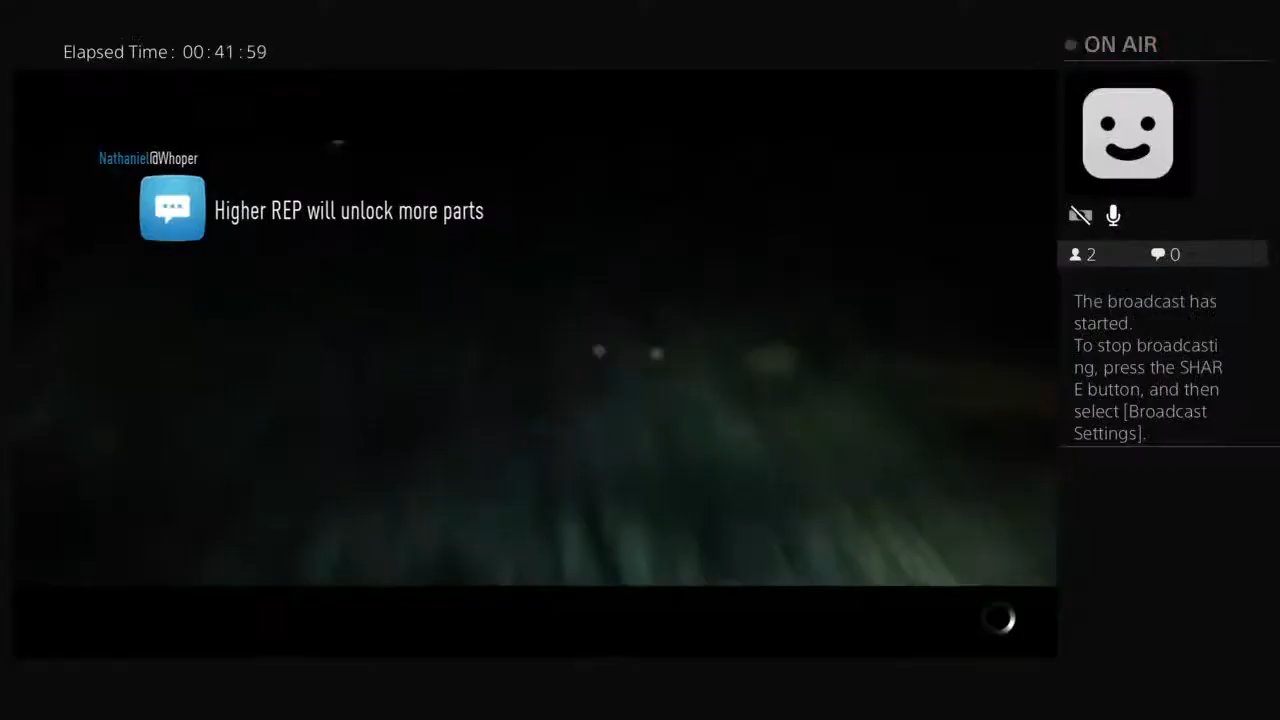 Elapsed Time: 00:41:59
ON AIR
Nathaniel@Whoper
Higher REP will unlock more parts
2
0
The broadcast has
started.
To stop broadcasti
ng, press the SHAR
E button, and then
select [Broadcast
Settings].